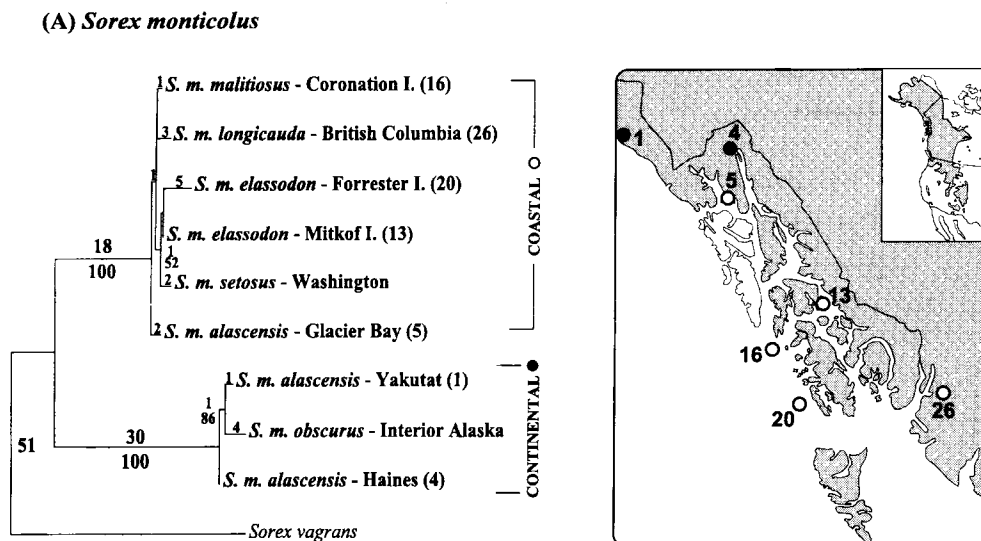 (A) Sorex monticolus
1 S. m. malitiosus - Coronation I. (16)
3 S. m. longicauda - British Columbia (26)
1
5 S. m. elassodon - Forrester I. (20)
S. m. elassodon - Mitkof I. (13)
1
52
18
100
2 S. m. setosus - Washington
2 S. m. alascensis - Glacier Bay (5)
COASTAL
1 S. m. alascensis - Yakutat (1)
1
86
4 S. m. obscurus - Interior Alaska
30
100
51
S. m. alascensis - Haines (4)
CONTINENTAL
Sorex vagrans
1
4
5
13
16
20
26